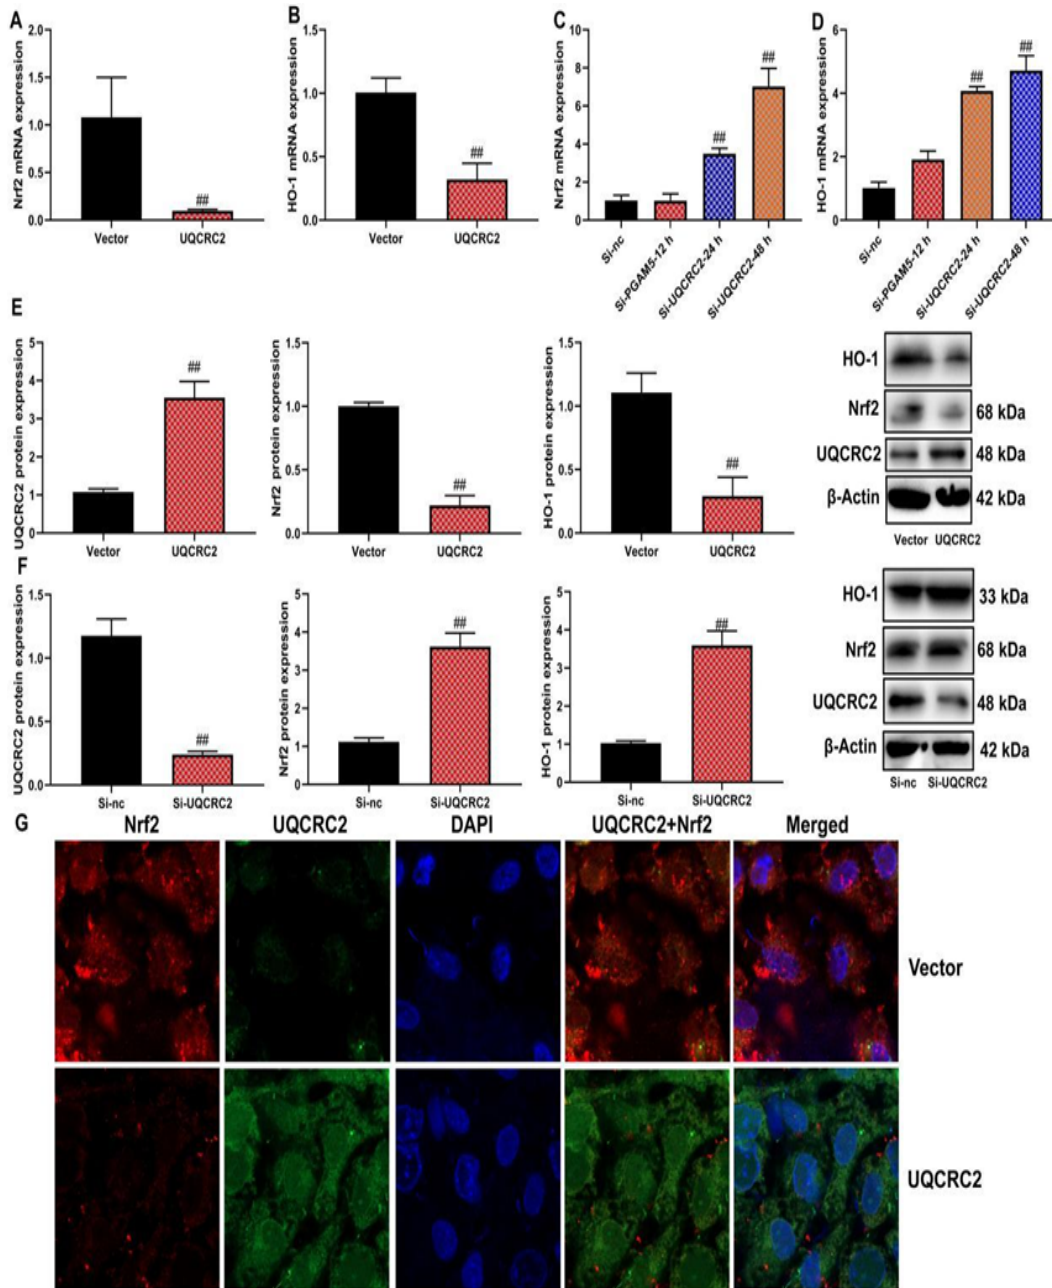 A
Nrf2 mRNA expression
2.0
1.5
1.0
0.5
0.0
##
Vector
UQCRC2
B
HO-1 mRNA expression
1.5
1.0
0.5
0.0
##
Vector
UQCRC2
C
Nrf2 mRNA expression
10
8
6
4
2
0
##
##
Si-nc
Si-PGAM5-12 h
Si-UQCRC2-24 h
Si-UQCRC2-48 h
D
HO-1 mRNA expression
6
4
2
0
##
##
Si-nc
Si-PGAM5-12 h
Si-UQCRC2-24 h
Si-UQCRC2-48 h
E
UQCRC2 protein expression
5
4
3
2
1
0
##
Vector
UQCRC2
Nrf2 protein expression
1.5
1.0
0.5
0.0
##
Vector
UQCRC2
HO-1 protein expression
1.5
1.0
0.5
0.0
##
Vector
UQCRC2
HO-1
Nrf2 68 kDa
UQCRC2 48 kDa
β-Actin 42 kDa
Vector UQCRC2
F
UQCRC2 protein expression
1.5
1.0
0.5
0.0
##
Si-nc
Si-UQCRC2
Nrf2 protein expression
5
4
3
2
1
0
##
Si-nc
Si-UQCRC2
HO-1 protein expression
5
4
3
2
1
0
##
Si-nc
Si-UQCRC2
HO-1 33 kDa
Nrf2 68 kDa
UQCRC2 48 kDa
β-Actin 42 kDa
Si-nc Si-UQCRC2
G
Nrf2 UQCRC2 DAPI UQCRC2+Nrf2 Merged
Vector
UQCRC2